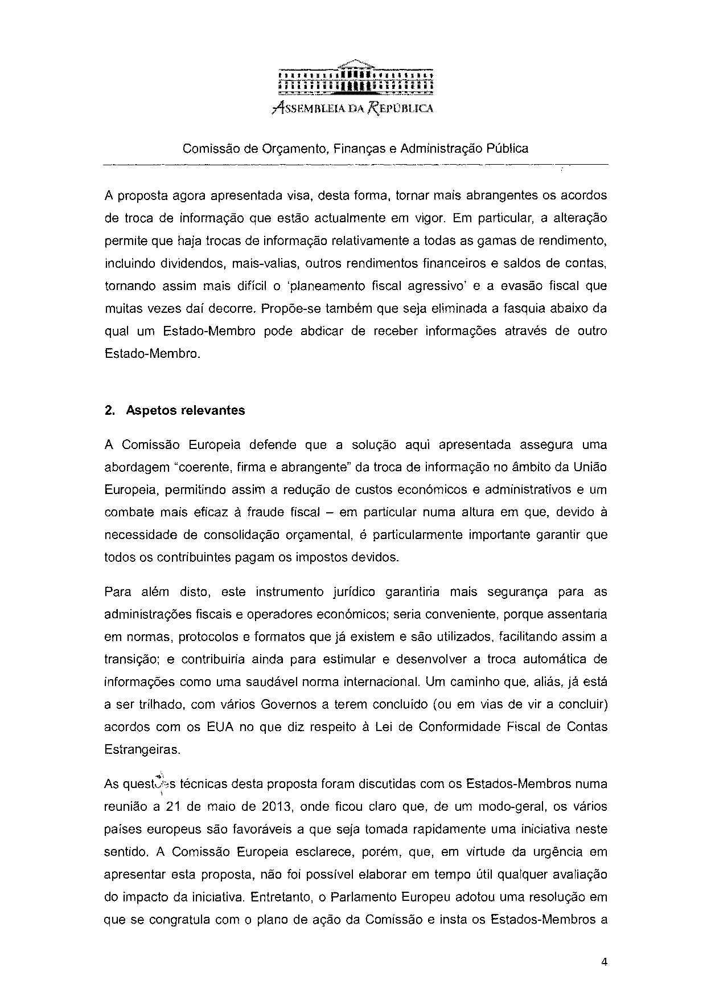 ASSEMBLEIA DA REPÚBLICA
Comissão de Orçamento, Finanças e Administração Pública
A proposta agora apresentada visa, desta forma, tornar mais abrangentes os acordos
de troca de informação que estão actualmente em vigor. Em particular, a alteração
permite que haja trocas de informação relativamente a todas as gamas de rendimento,
incluindo dividendos, mais-valias, outros rendimentos financeiros e saldos de contas,
tornando assim mais difícil o ‘planeamento fiscal agressivo’ e a evasão fiscal que
muitas vezes daí decorre. Propõe-se também que seja eliminada a fasquia abaixo da
qual um Estado-Membro pode abdicar de receber informações através de outro
Estado-Membro.
2. Aspetos relevantes
A Comissão Europeia defende que a solução aqui apresentada assegura uma
abordagem “coerente, firma e abrangente” da troca de informação no âmbito da União
Europeia, permitindo assim a redução de custos económicos e administrativos e um
combate mais eficaz à fraude fiscal – em particular numa altura em que, devido à
necessidade de consolidação orçamental, é particularmente importante garantir que
todos os contribuintes pagam os impostos devidos.
Para além disto, este instrumento jurídico garantiria mais segurança para as
administrações fiscais e operadores económicos; seria conveniente, porque assentaria
em normas, protocolos e formatos que já existem e são utilizados, facilitando assim a
transição; e contribuiria ainda para estimular e desenvolver a troca automática de
informações como uma saudável norma internacional. Um caminho que, aliás, já está
a ser trilhado, com vários Governos a terem concluído (ou em vias de vir a concluir)
acordos com os EUA no que diz respeito à Lei de Conformidade Fiscal de Contas
Estrangeiras.
As questões técnicas desta proposta foram discutidas com os Estados-Membros numa
reunião a 21 de maio de 2013, onde ficou claro que, de um modo-geral, os vários
países europeus são favoráveis a que seja tomada rapidamente uma iniciativa neste
sentido. A Comissão Europeia esclarece, porém, que, em virtude da urgência em
apresentar esta proposta, não foi possível elaborar em tempo útil qualquer avaliação
do impacto da iniciativa. Entretanto, o Parlamento Europeu adotou uma resolução em
que se congratula com o plano de ação da Comissão e insta os Estados-Membros a
4